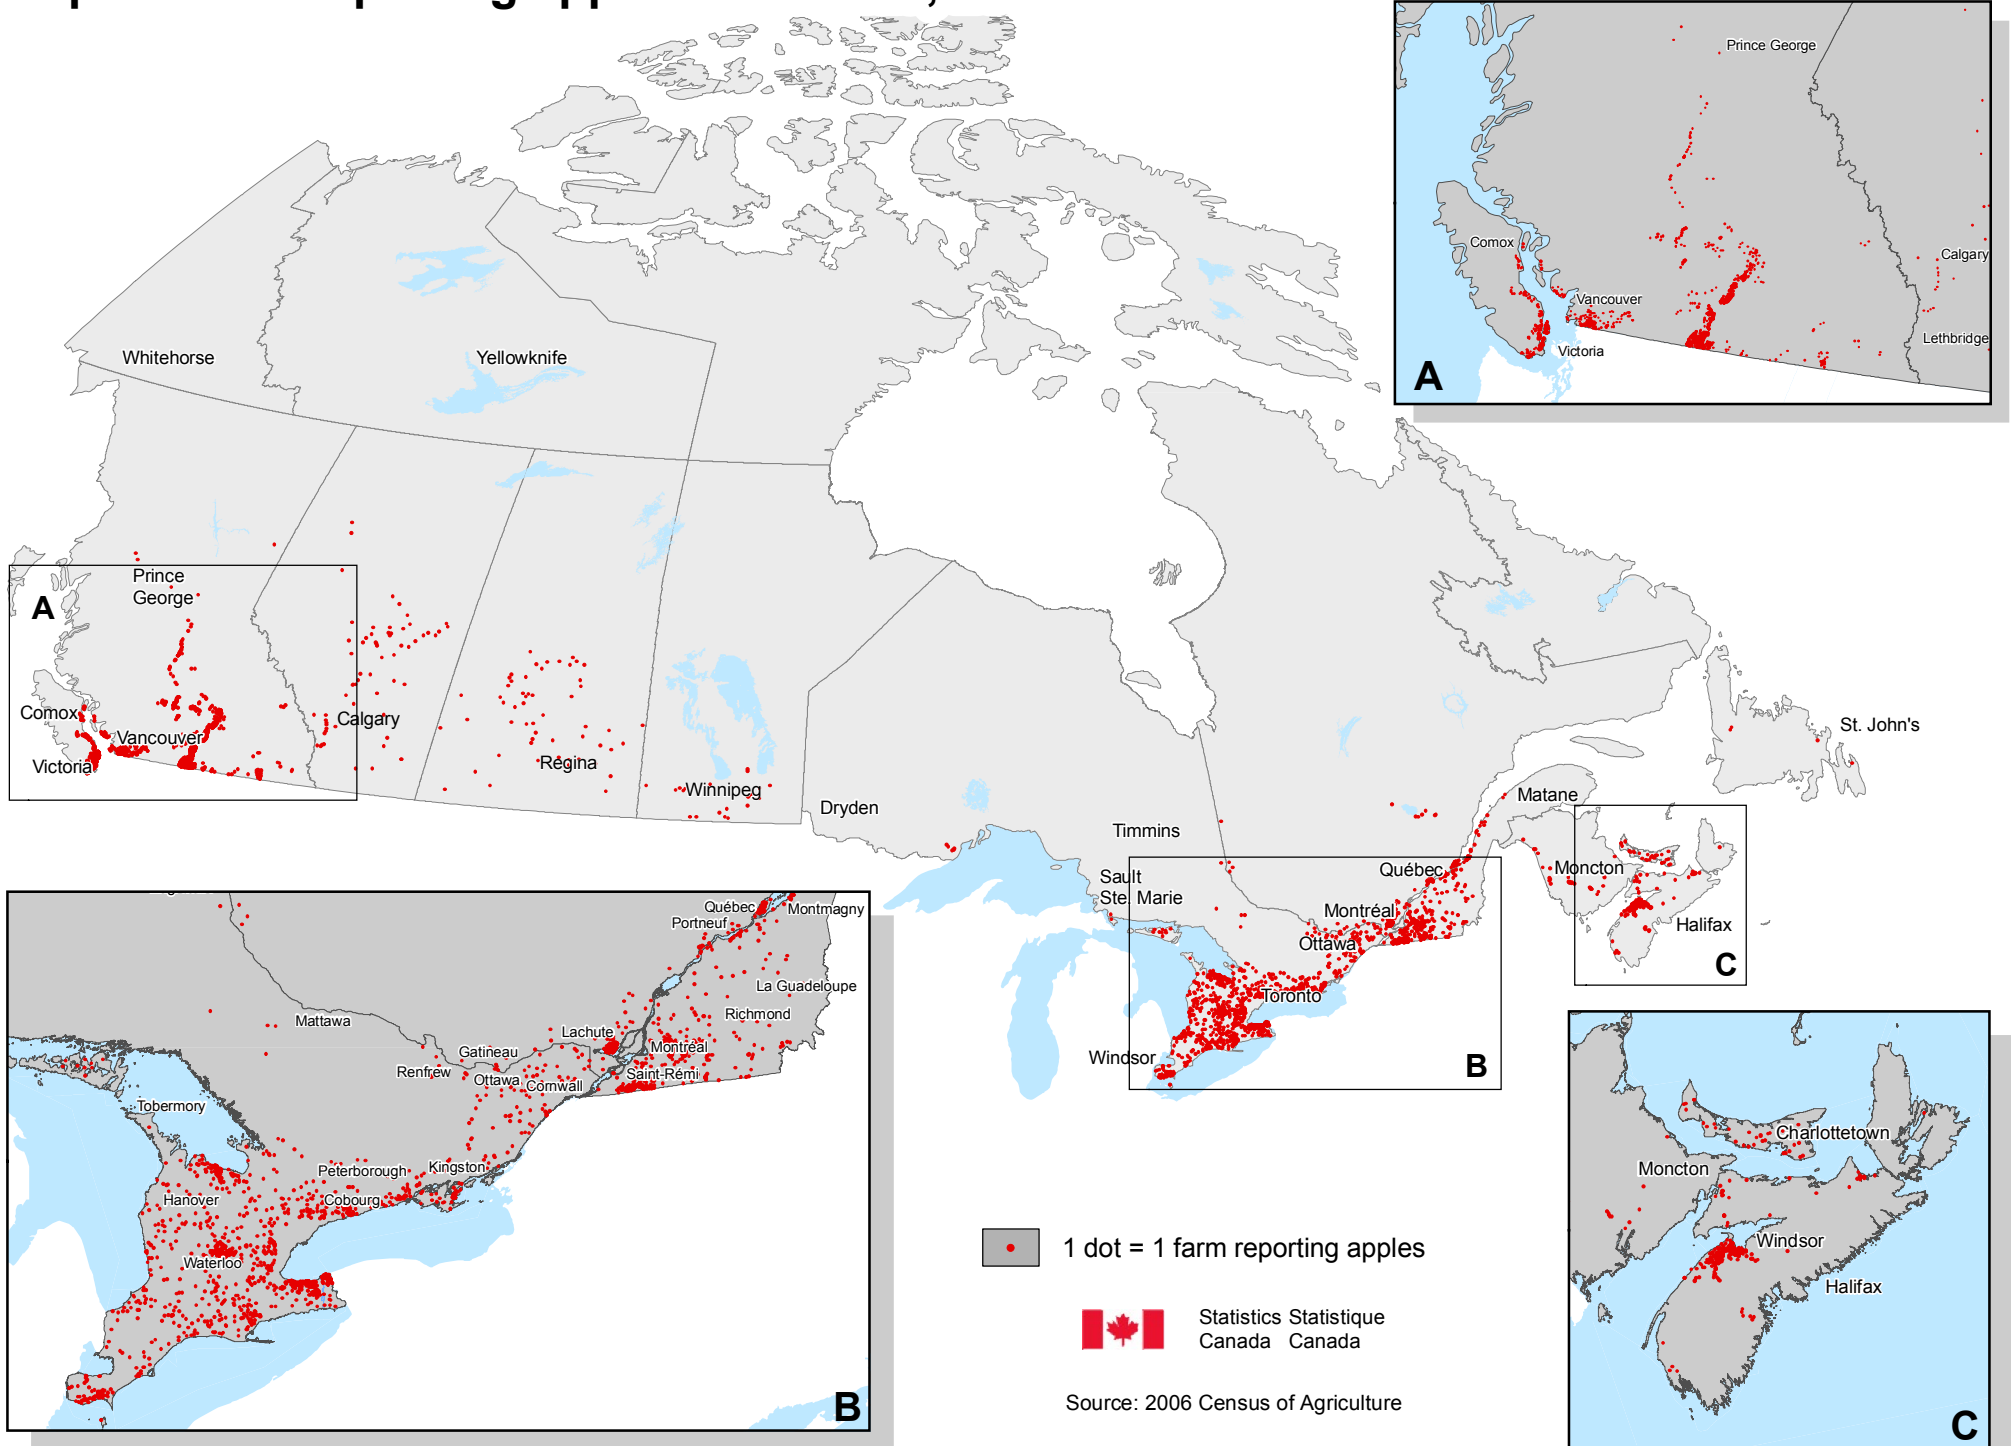 Prince George
Comox
Vancouver
Victoria
Calgary
Lethbridge
A
Whitehorse
Yellowknife
Prince
George
A
Comox
Vancouver
Victoria
Calgary
Regina
Winnipeg
Dryden
Timmins
Sault
Ste. Marie
Matane
Québec
Montréal
Ottawa
Toronto
Windsor
B
Moncton
Halifax
C
St. John's
Québec
Montmagny
Portneuf
La Guadeloupe
Richmond
Mattawa
Lachute
Montréal
Gatineau
Renfrew
Ottawa
Cornwall
Saint-Rémi
Tobermory
Peterborough
Kingston
Hanover
Cobourg
Waterloo
B
Charlottetown
Moncton
Windsor
Halifax
C
1 dot = 1 farm reporting apples
Statistics Statistique
Canada Canada
Source: 2006 Census of Agriculture